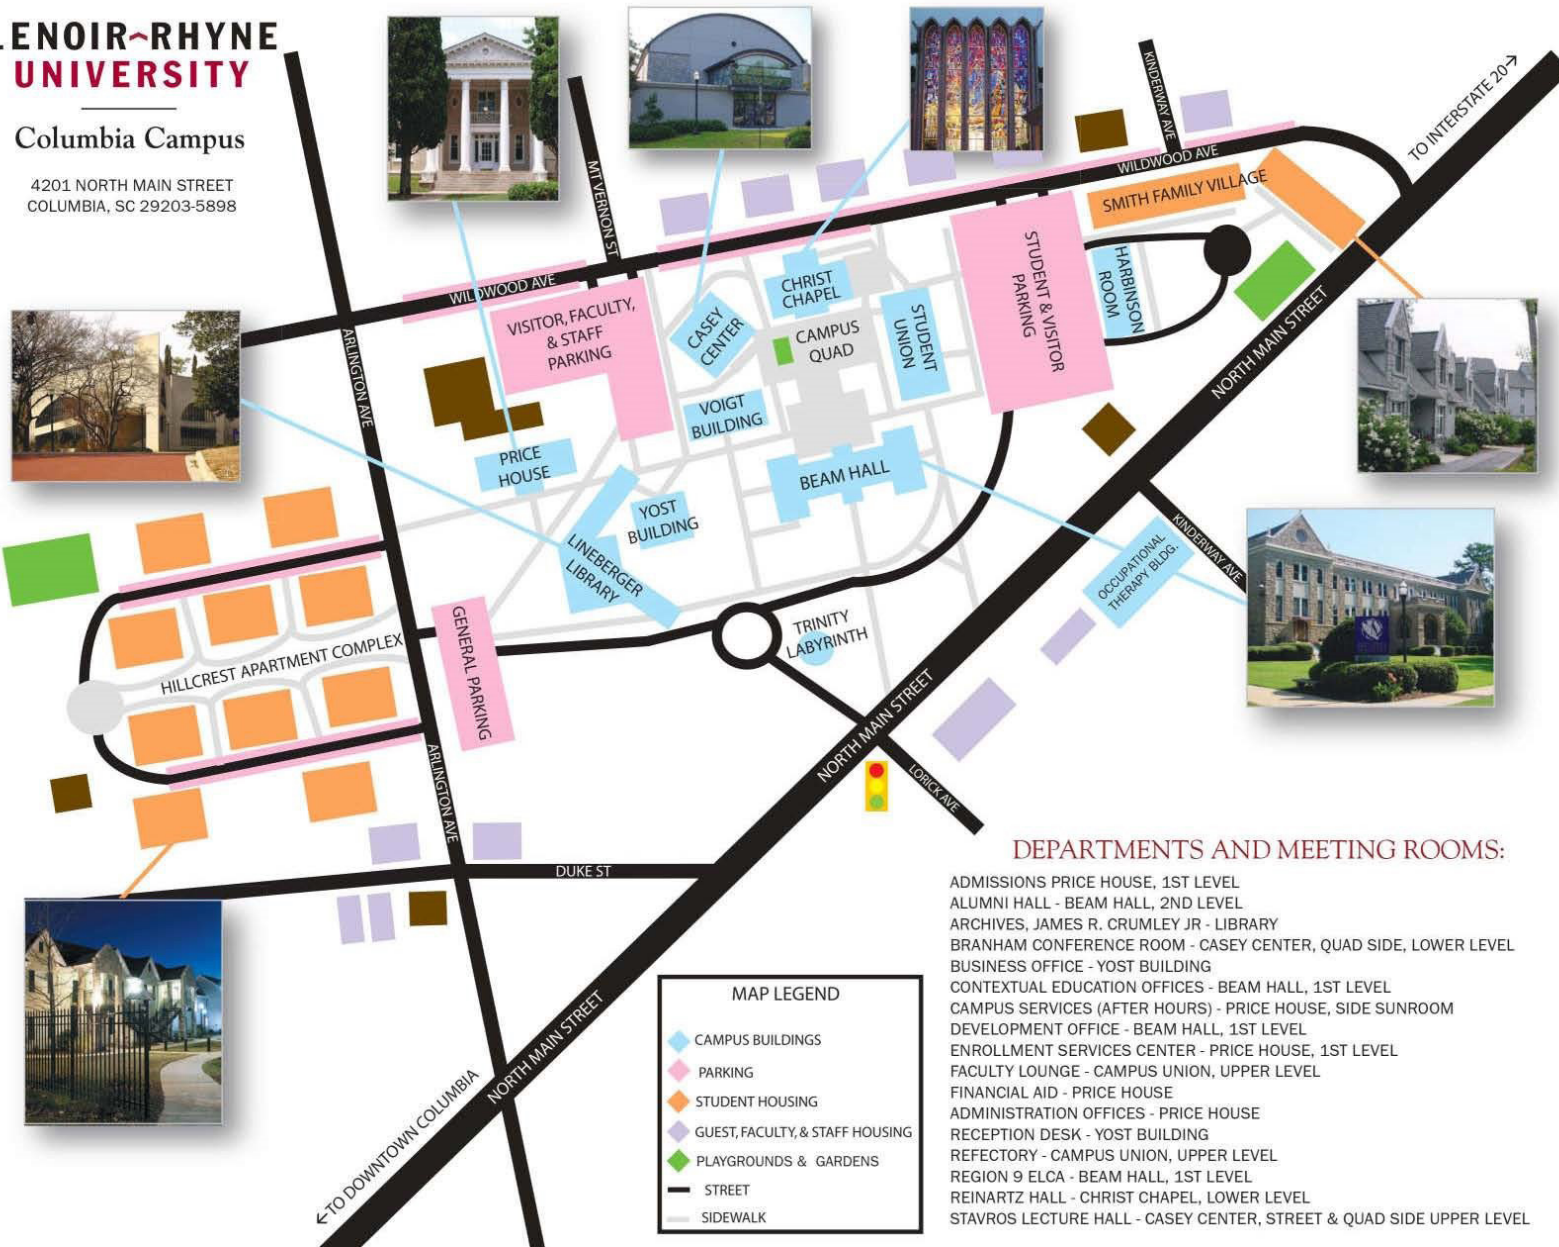 LENOIR-RHYNE
UNIVERSITY
Columbia Campus
4201 NORTH MAIN STREET
COLUMBIA, SC 29203-5898
KINDERWAY AVE
TO INTERSTATE 20→
WILDWOOD AVE
MT VERNON ST
SMITH FAMILY VILLAGE
WILDWOOD AVE
STUDENT & VISITOR
PARKING
HARBINSON
ROOM
CHRIST
CHAPEL
VISITOR, FACULTY,
& STAFF
PARKING
CASEY
CENTER
CAMPUS
QUAD
STUDENT
UNION
NORTH MAIN STREET
ARLINGTON AVE
VOIGT
BUILDING
PRICE
HOUSE
BEAM HALL
YOST
BUILDING
LINEBERGER
LIBRARY
KINDERWAY AVE
OCCUPATIONAL
THERAPY BLDG.
TRINITY
LABYRINTH
GENERAL PARKING
HILLCREST APARTMENT COMPLEX
NORTH MAIN STREET
ARLINGTON AVE
LORICK AVE
DUKE ST
NORTH MAIN STREET
←TO DOWNTOWN COLUMBIA
MAP LEGEND
CAMPUS BUILDINGS
PARKING
STUDENT HOUSING
GUEST, FACULTY, & STAFF HOUSING
PLAYGROUNDS & GARDENS
STREET
SIDEWALK
DEPARTMENTS AND MEETING ROOMS:
ADMISSIONS PRICE HOUSE, 1ST LEVEL
ALUMNI HALL - BEAM HALL, 2ND LEVEL
ARCHIVES, JAMES R. CRUMLEY JR - LIBRARY
BRANHAM CONFERENCE ROOM - CASEY CENTER, QUAD SIDE, LOWER LEVEL
BUSINESS OFFICE - YOST BUILDING
CONTEXTUAL EDUCATION OFFICES - BEAM HALL, 1ST LEVEL
CAMPUS SERVICES (AFTER HOURS) - PRICE HOUSE, SIDE SUNROOM
DEVELOPMENT OFFICE - BEAM HALL, 1ST LEVEL
ENROLLMENT SERVICES CENTER - PRICE HOUSE, 1ST LEVEL
FACULTY LOUNGE - CAMPUS UNION, UPPER LEVEL
FINANCIAL AID - PRICE HOUSE
ADMINISTRATION OFFICES - PRICE HOUSE
RECEPTION DESK - YOST BUILDING
REFECTORY - CAMPUS UNION, UPPER LEVEL
REGION 9 ELCA - BEAM HALL, 1ST LEVEL
REINARTZ HALL - CHRIST CHAPEL, LOWER LEVEL
STAVROS LECTURE HALL - CASEY CENTER, STREET & QUAD SIDE UPPER LEVEL